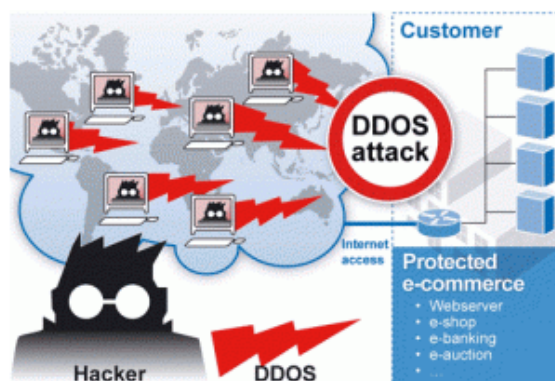 Customer
DDOS
attack
Internet
access
Protected
e-commerce
• Webserver
• e-shop
• e-banking
• e-auction
• ...
Hacker
DDOS